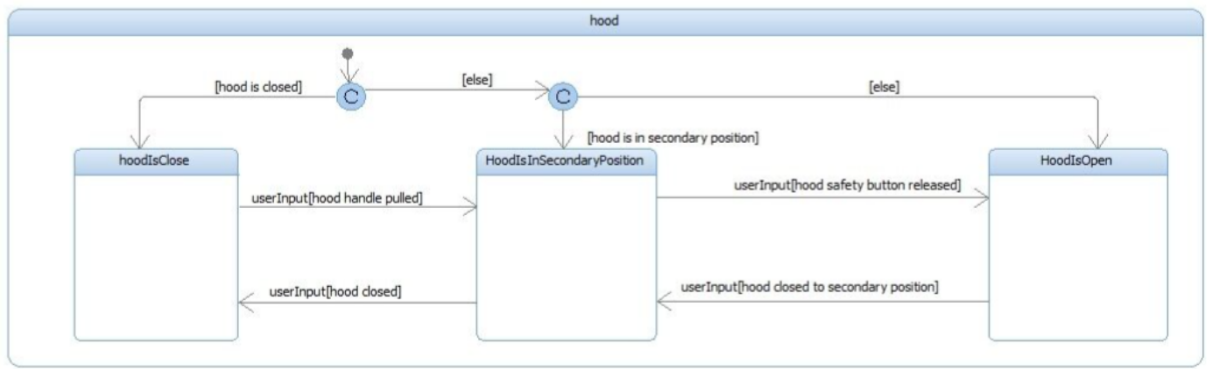 hood
[hood is closed]
[else]
[else]
C
C
[hood is in secondary position]
hoodIsClose
HoodIsInSecondaryPosition
HoodIsOpen
userInput[hood handle pulled]
userInput[hood safety button released]
userInput[hood closed]
userInput[hood closed to secondary position]